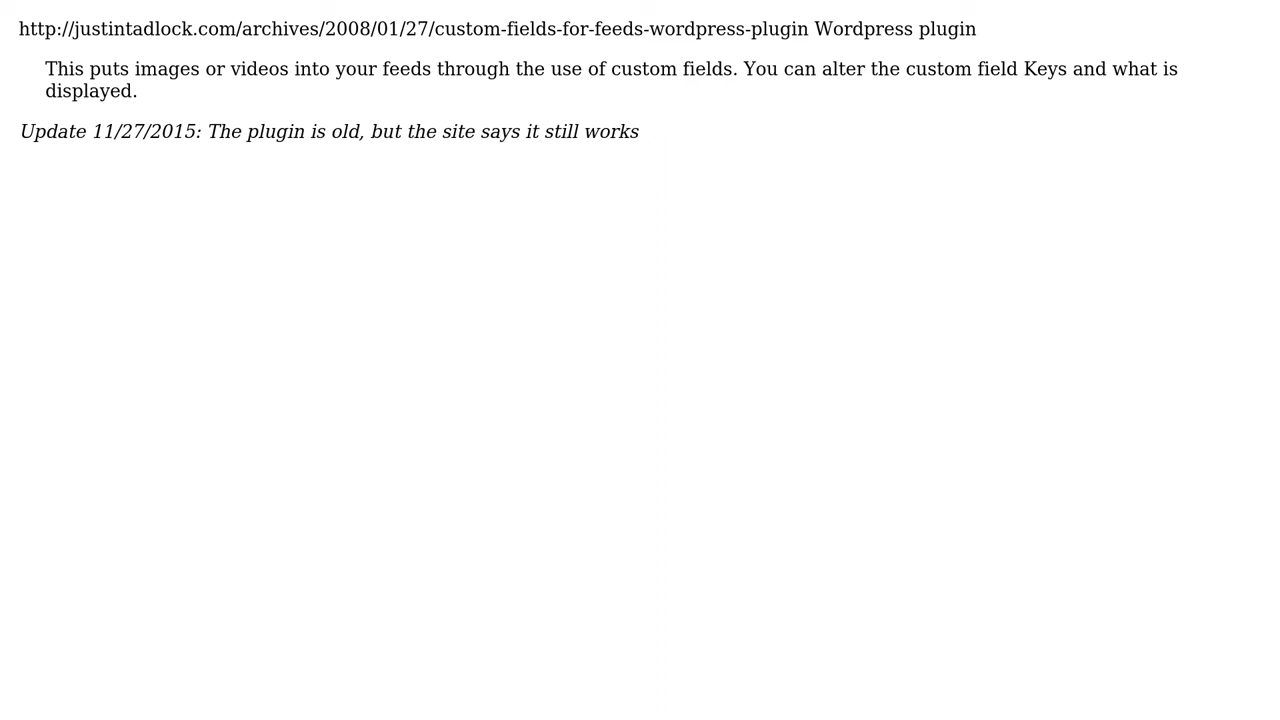 http://justintadlock.com/archives/2008/01/27/custom-fields-for-feeds-wordpress-plugin Wordpress plugin
This puts images or videos into your feeds through the use of custom fields. You can alter the custom field Keys and what is
displayed.
Update 11/27/2015: The plugin is old, but the site says it still works